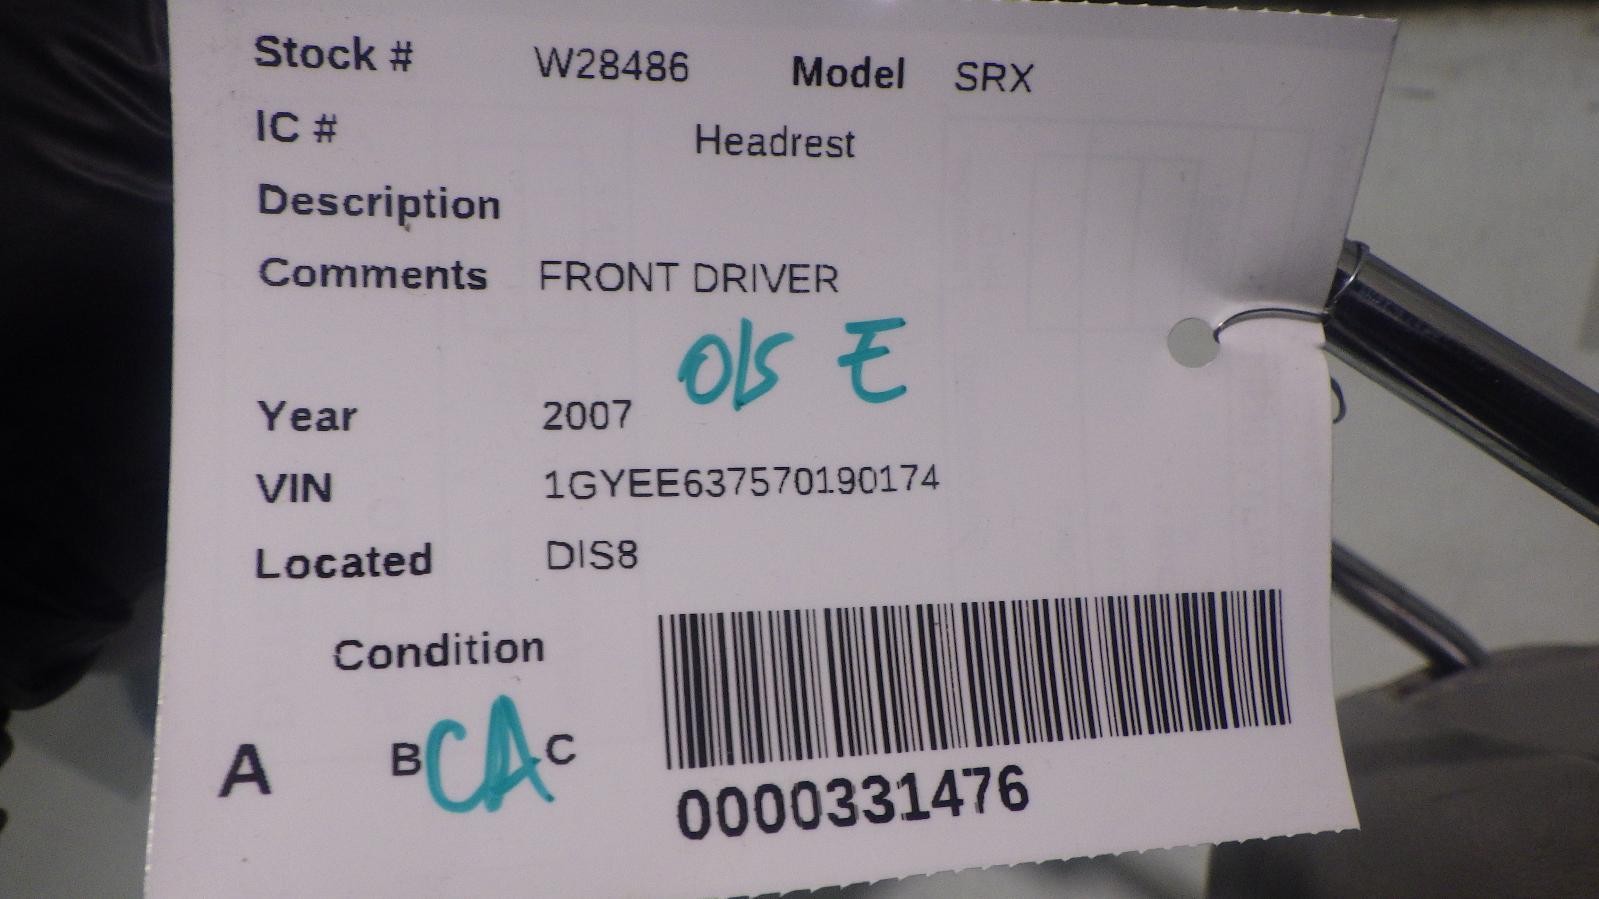 Stock # W28486 Model SRX
IC # Headrest
Description
Comments FRONT DRIVER
E
Year 2007
VIN 1GYEE637570190174
Located DIS8
Condition
A B CA C
0000331476